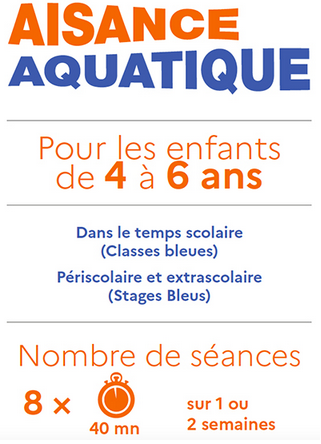 AISANCE
AQUATIQUE
Pour les enfants
de 4 à 6 ans
Dans le temps scolaire
(Classes bleues)
Périscolaire et extrascolaire
(Stages Bleus)
Nombre de séances
8 × 40 mn
sur 1 ou
2 semaines